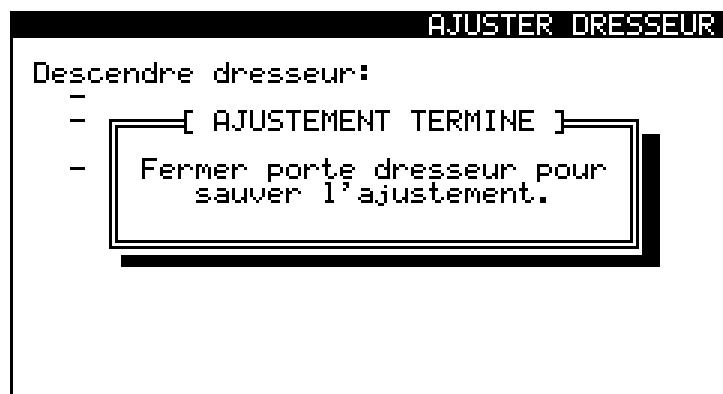 AJUSTER DRESSEUR
Descendre dresseur:
-
-
[ AJUSTEMENT TERMINE ]
-
Fermer porte dresseur pour
sauver l'ajustement.